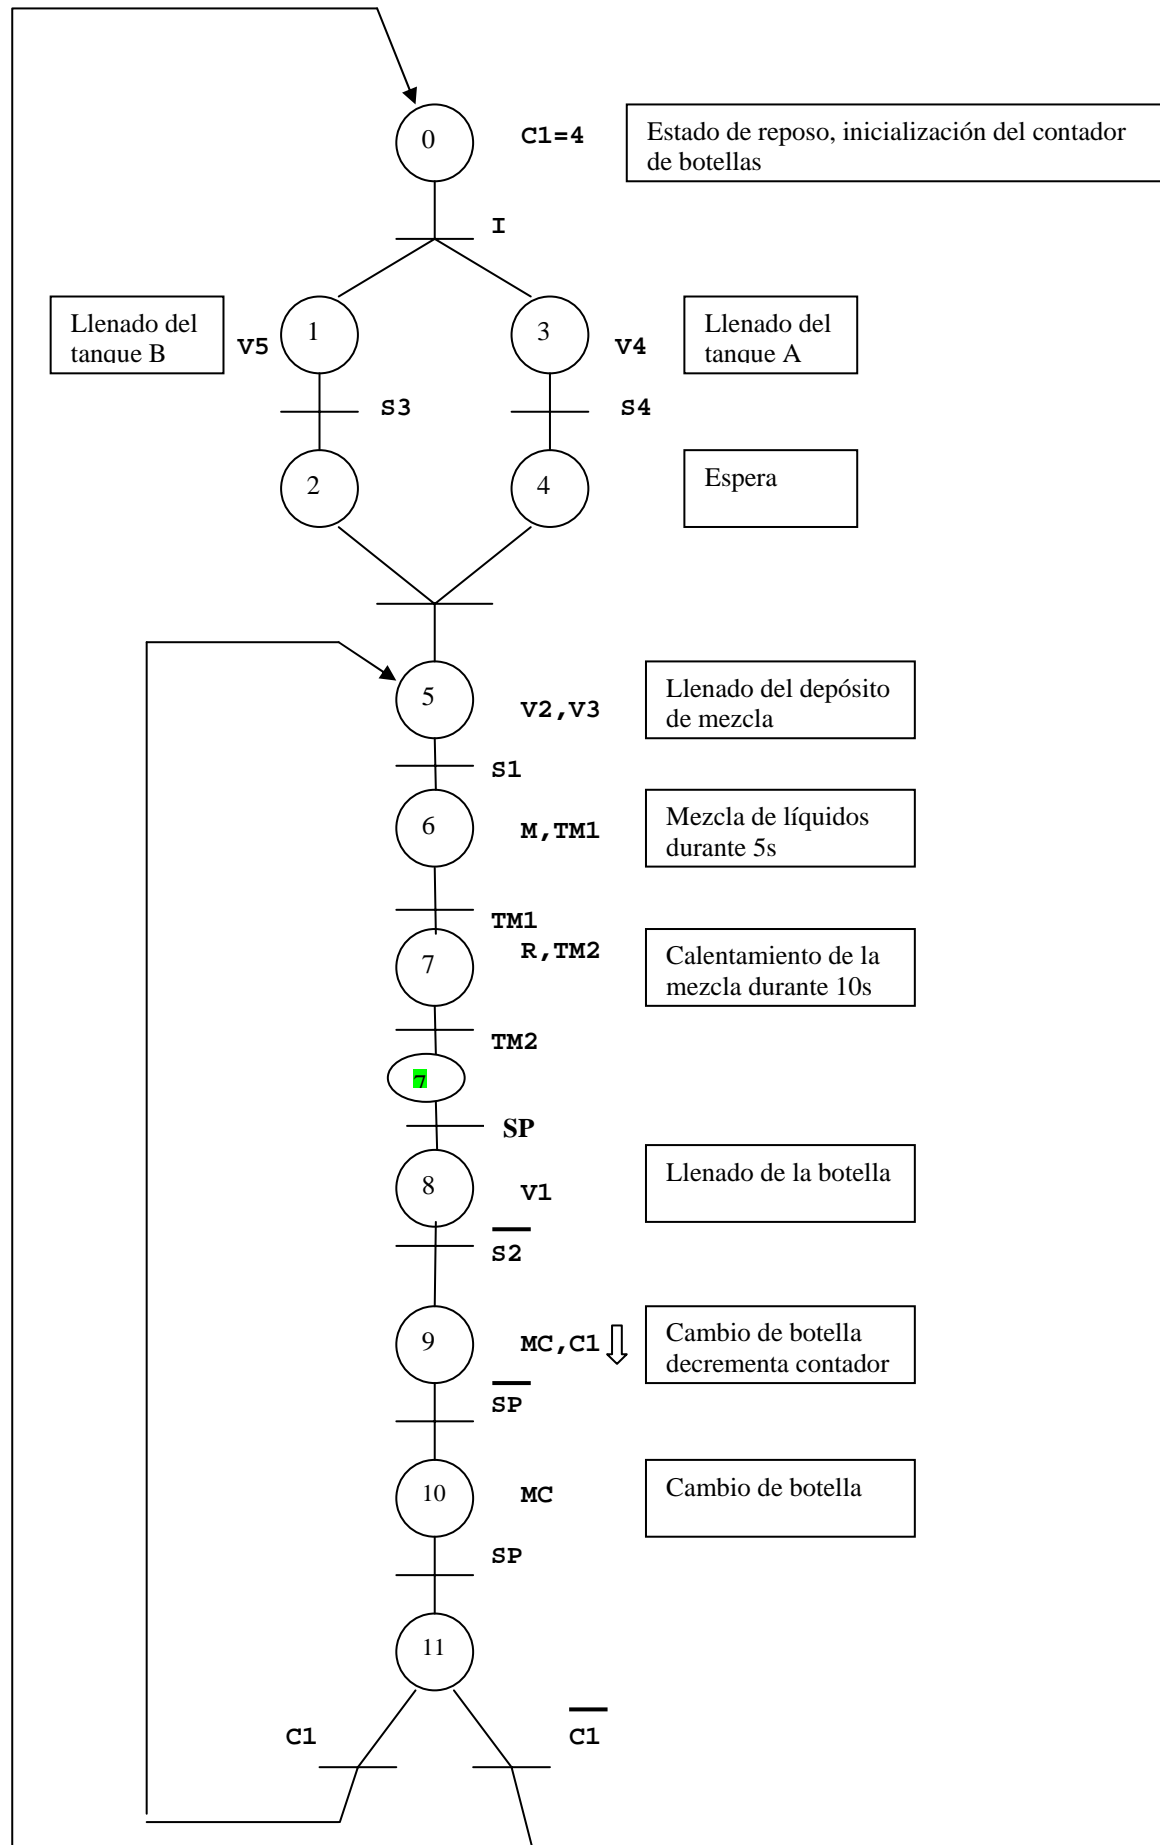 0
C1=4
Estado de reposo, inicialización del contador
de botellas
I
Llenado del
tanque B
V5
1
3
V4
Llenado del
tanque A
S3
S4
2
4
Espera
5
V2,V3
Llenado del depósito
de mezcla
S1
6
M,TM1
Mezcla de líquidos
durante 5s
TM1
7
R,TM2
Calentamiento de la
mezcla durante 10s
TM2
7
SP
8
V1
Llenado de la botella
S2
9
MC,C1
Cambio de botella
decrementa contador
SP
10
MC
Cambio de botella
SP
11
C1
C1